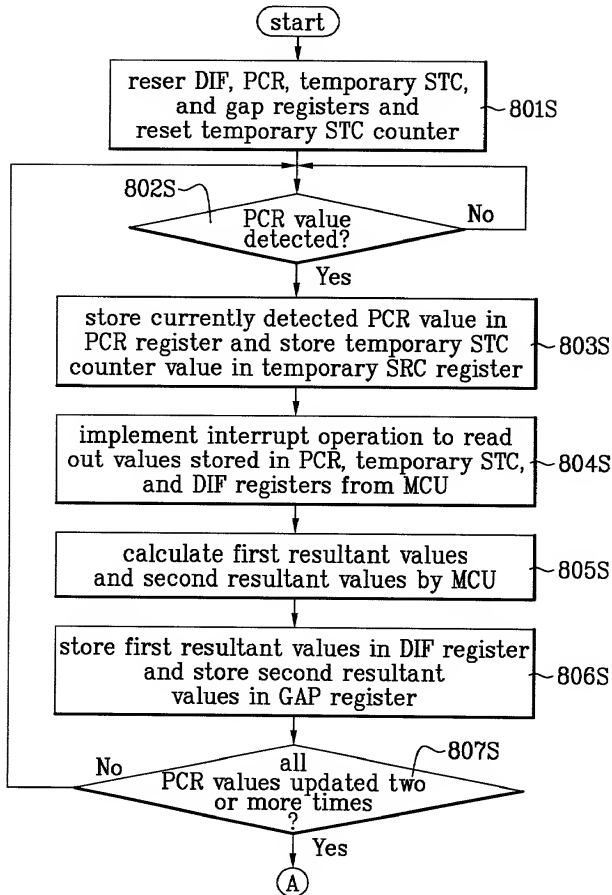 start
reser DIF, PCR, temporary STC,
and gap registers and
reset temporary STC counter
801S
802S
PCR value
detected?
No
Yes
store currently detected PCR value in
PCR register and store temporary STC
counter value in temporary SRC register
803S
implement interrupt operation to read
out values stored in PCR, temporary STC,
and DIF registers from MCU
804S
calculate first resultant values
and second resultant values by MCU
805S
store first resultant values in DIF register
and store second resultant
values in GAP register
806S
807S
No
all
PCR values updated two
or more times
?
Yes
A